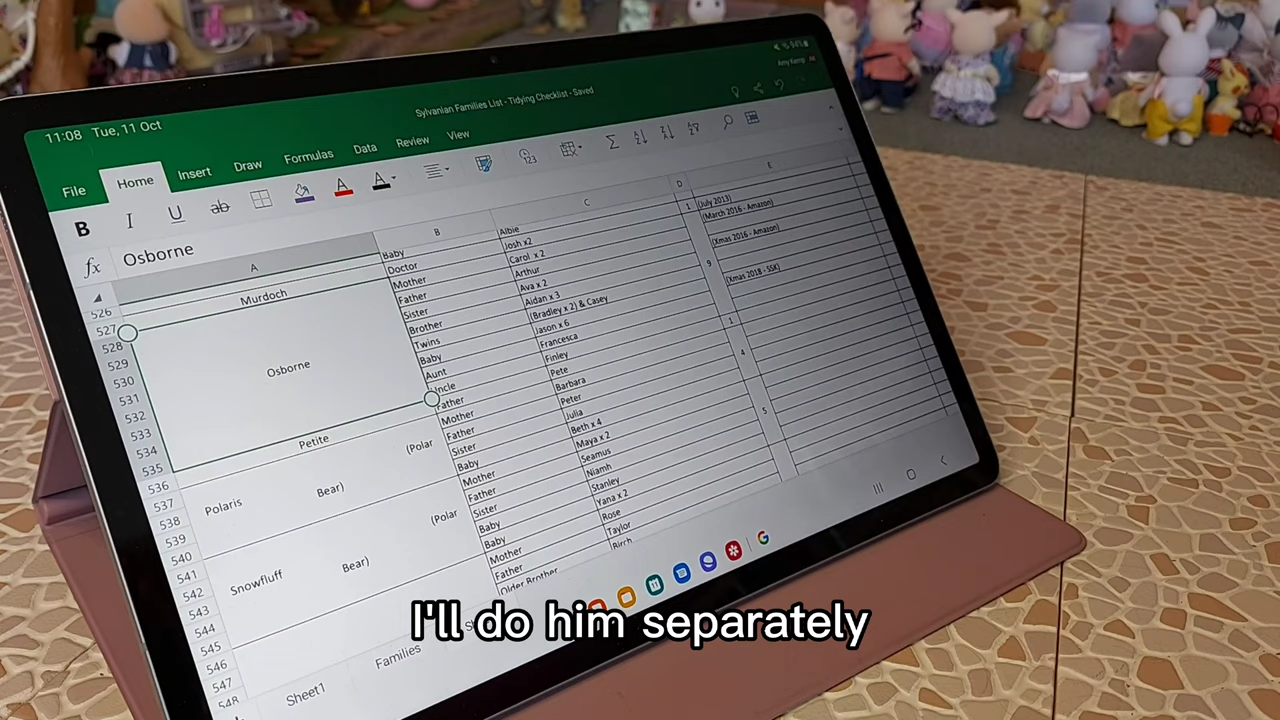 11:08 Tue, 11 Oct
94%
Amy Kemp
Sylvanian Families List - Tidying Checklist - Saved
File Home Insert Draw Formulas Data Review View
B I U ab
123
fx Osborne
A B C D E
526 Murdoch Baby Albie 1 (July 2013)
527 Doctor Josh x2 (March 2016 - Amazon)
528 Mother Carol x 2
529 Father Arthur (Xmas 2016 - Amazon)
530 Osborne Sister Ava x 2 9
531 Brother Aidan x 3 (Xmas 2018 - SSK)
532 Twins (Bradley x 2) & Casey
533 Baby Jason x 6
534 Aunt Francesca
535 Uncle Finley
536 Petite Father Pete 1
537 Mother Barbara
538 Polaris (Polar Bear) Father Peter 4
539 Sister Julia
540 Baby Beth x 4
541 Mother Maya x 2
542 Snowfluff (Polar Bear) Father Seamus 5
543 Sister Niamh
544 Baby Stanley
545 Baby Yana x 2
546 Mother Rose
547 Father Taylor
548 Older Brother Birch
Sheet1 Families
I'll do him separately